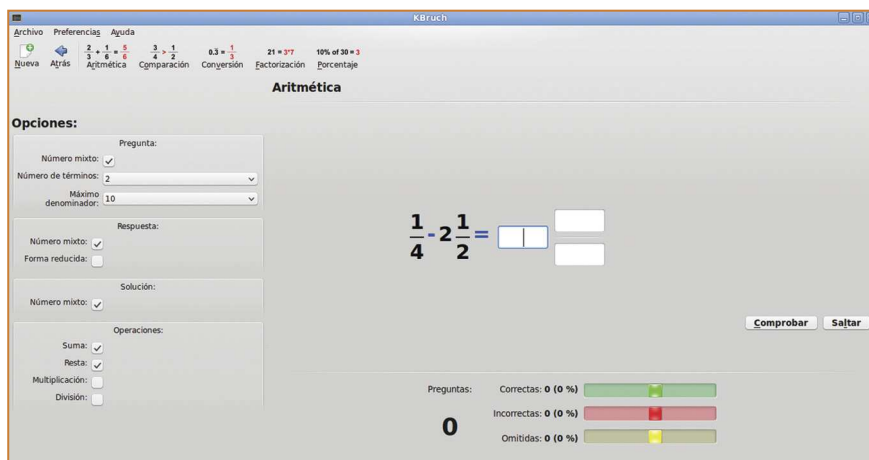 KBruch
Archivo Preferencias Ayuda
2/3 + 1/6 = 5/6 3/4 > 1/2 0.3̅ = 1/3 21 = 3*7 10% of 30 = 3
Nueva Atrás Aritmética Comparación Conversión Factorización Porcentaje
Aritmética
Opciones:
Pregunta:
Número mixto:
Número de términos: 2
Máximo
denominador: 10
Respuesta:
Número mixto:
Forma reducida:
Solución:
Número mixto:
Operaciones:
Suma:
Resta:
Multiplicación:
División:
1/4 - 2 1/2 =
Comprobar Saltar
Preguntas: Correctas: 0 (0 %)
Incorrectas: 0 (0 %)
0
Omitidas: 0 (0 %)